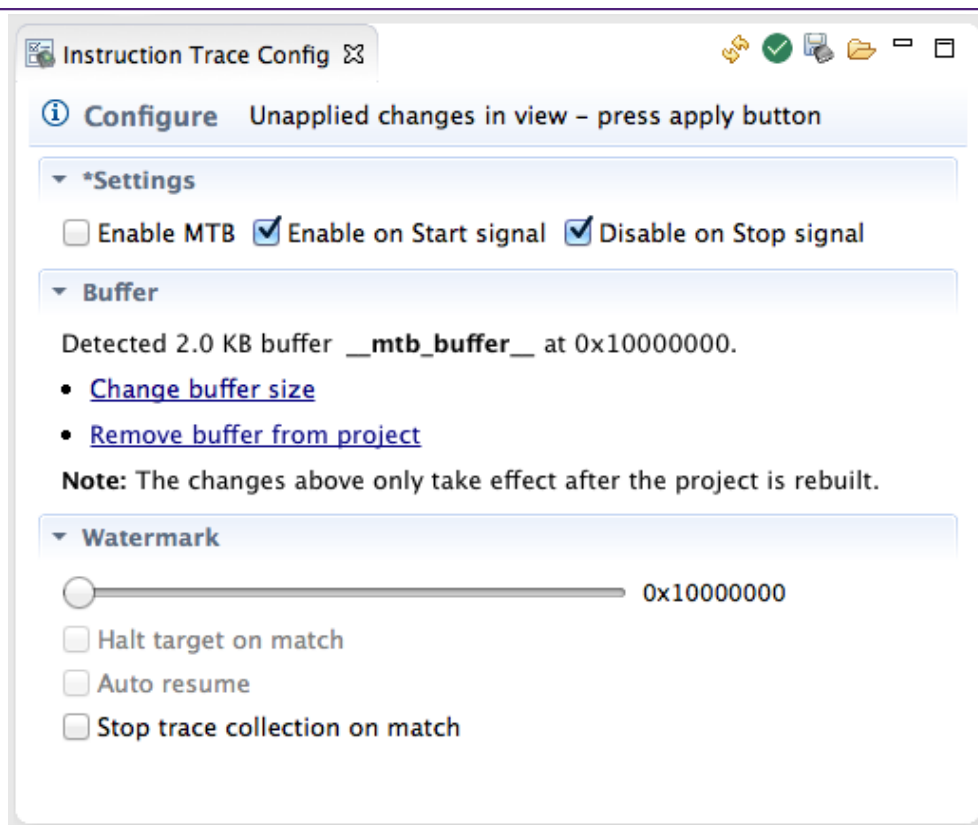 Instruction Trace Config
Configure Unapplied changes in view – press apply button
*Settings
Enable MTB Enable on Start signal Disable on Stop signal
Buffer
Detected 2.0 KB buffer __mtb_buffer__ at 0x10000000.
• Change buffer size
• Remove buffer from project
Note: The changes above only take effect after the project is rebuilt.
Watermark
0x10000000
Halt target on match
Auto resume
Stop trace collection on match